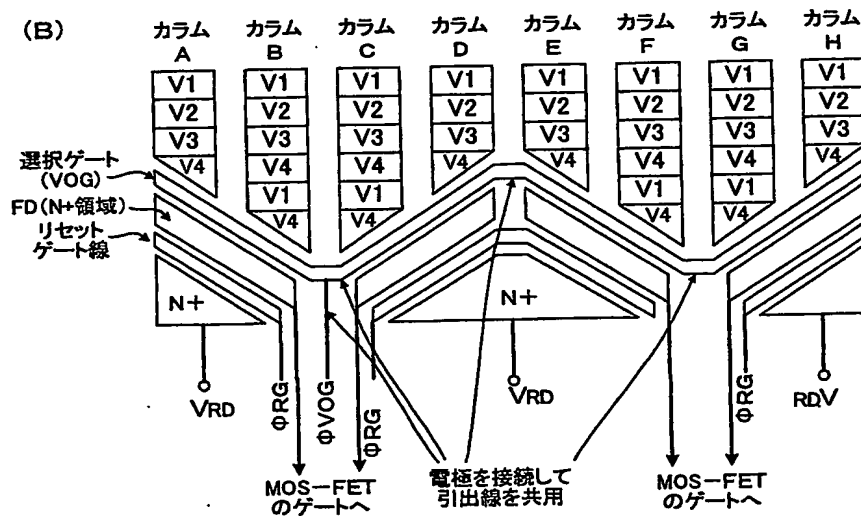 (B)
カラム カラム カラム カラム カラム カラム カラム カラム
A B C D E F G H
V1 V1 V1 V1 V1 V1 V1 V1
V2 V2 V2 V2 V2 V2 V2 V2
V3 V3 V3 V3 V3 V3 V3 V3
V4 V4 V4 V4 V4 V4 V4 V4
V1 V1 V1 V1
V4 V4 V4 V4
選択ゲート
(VOG)
FD(N+領域)
リセット
ゲート線
N+ N+
VRD
ΦRG
ΦVOG
ΦRG
VRD
ΦRG
RDV
MOS-FET
のゲートへ
電極を接続して
引出線を共用
MOS-FET
のゲートへ